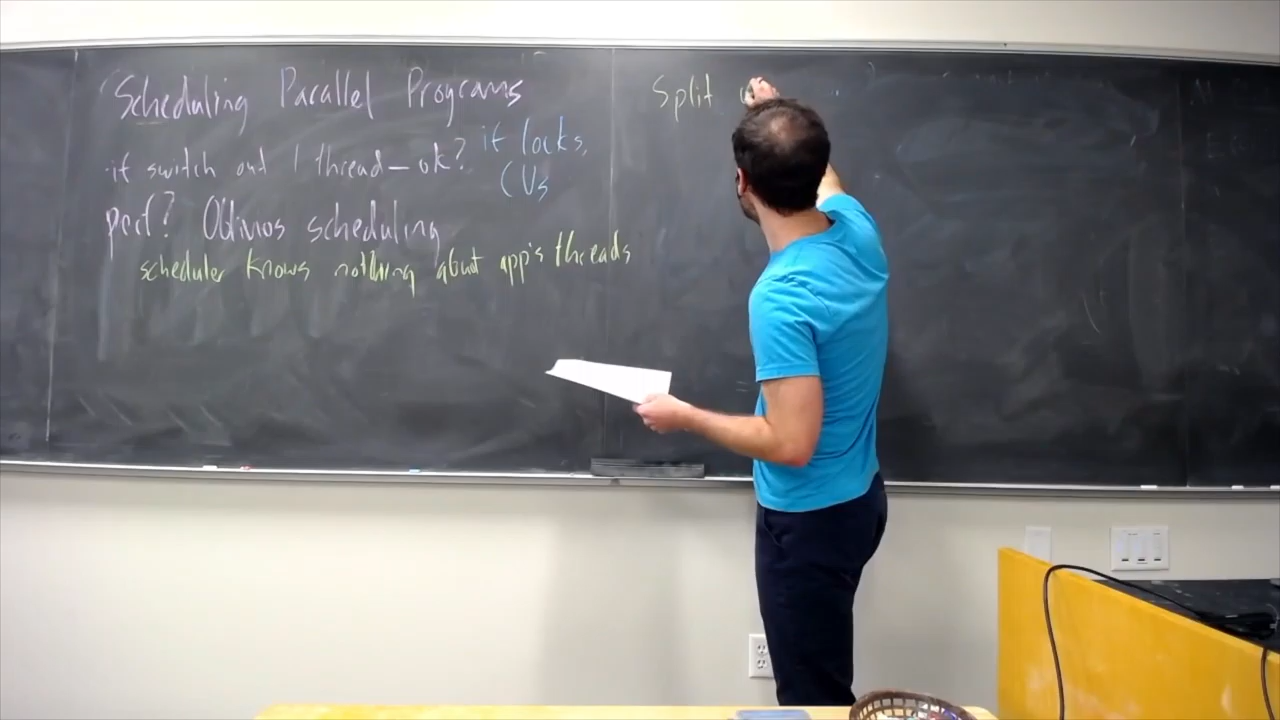 Scheduling Parallel Programs
if switch out 1 thread - ok? if locks,
CVs
perf? Oblivios scheduling
scheduler knows nothing about app's threads
Split